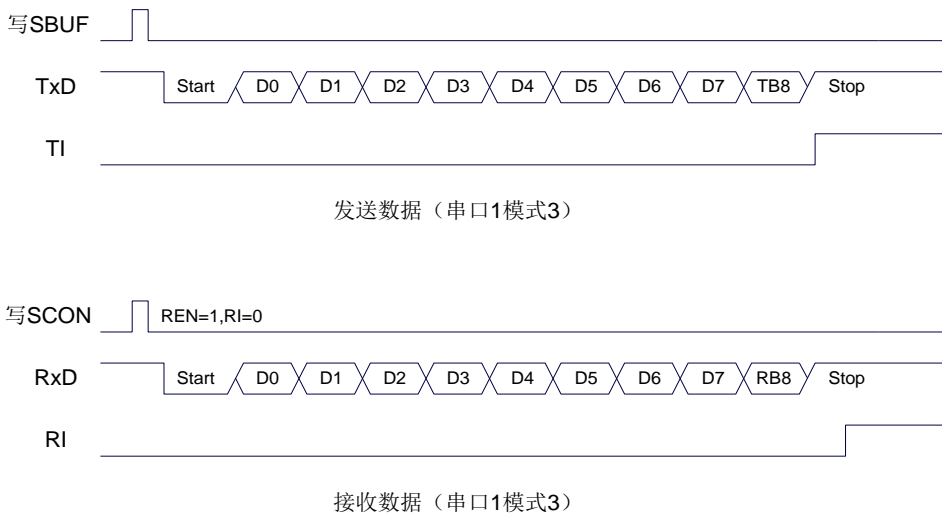 写SBUF
TxD Start D0 D1 D2 D3 D4 D5 D6 D7 TB8 Stop
TI
发送数据（串口1模式3）
写SCON REN=1,RI=0
RxD Start D0 D1 D2 D3 D4 D5 D6 D7 RB8 Stop
RI
接收数据（串口1模式3）